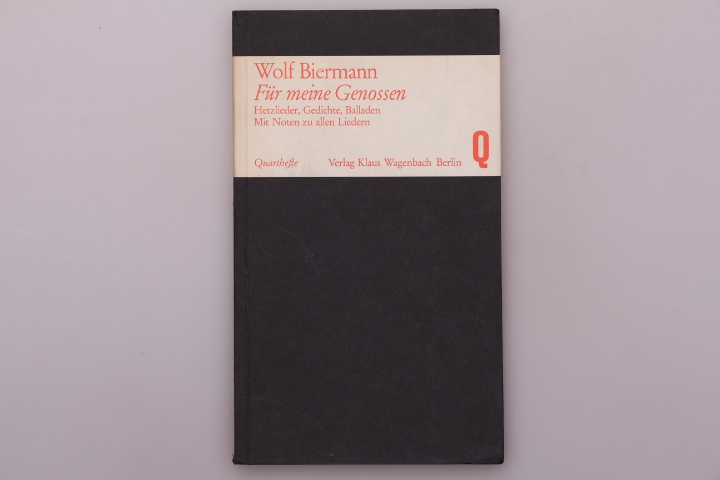 Wolf Biermann
Für meine Genossen
Hetzlieder, Gedichte, Balladen
Mit Noten zu allen Liedern
Quarthefte Verlag Klaus Wagenbach Berlin Q